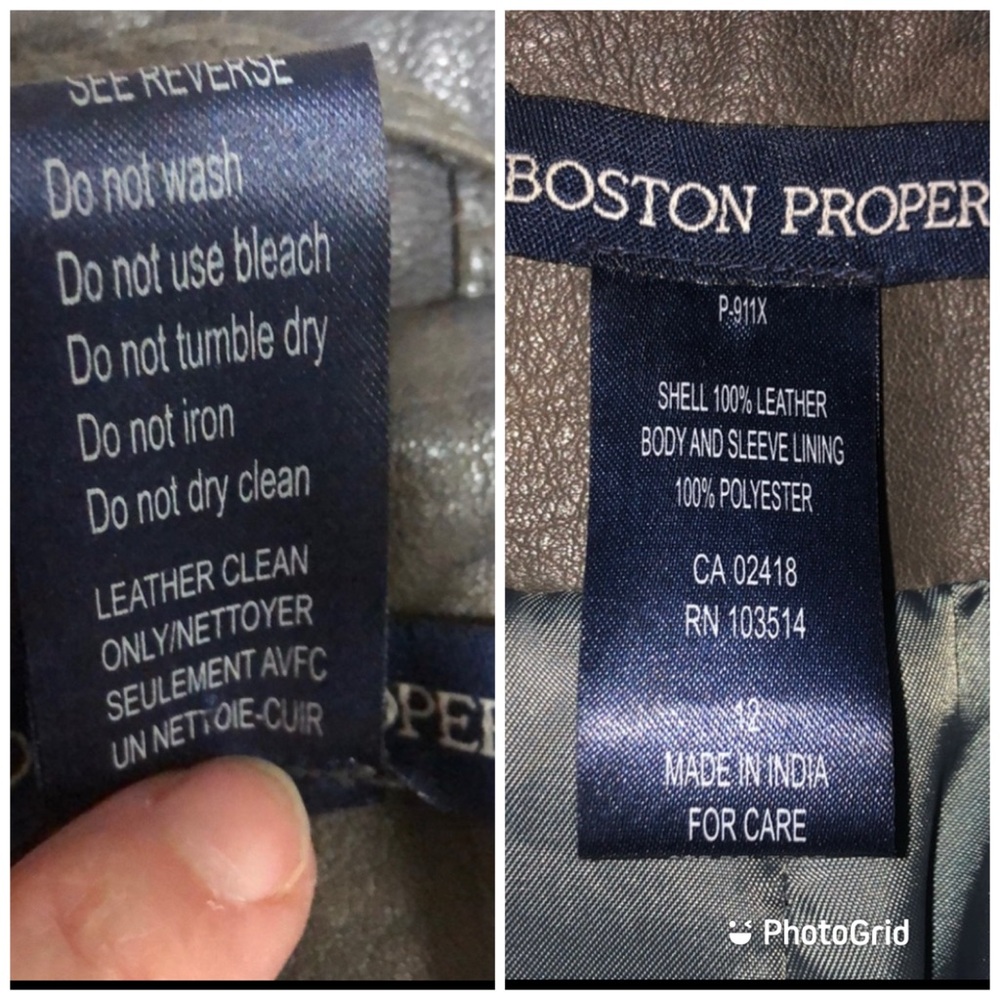 SEE REVERSE
Do not wash
Do not use bleach
Do not tumble dry
Do not iron
Do not dry clean
LEATHER CLEAN
ONLY/NETTOYER
SEULEMENT AVFC
UN NETTOIE-CUIR
OPER
BOSTON PROPER
P-911X
SHELL 100% LEATHER
BODY AND SLEEVE LINING
100% POLYESTER
CA 02418
RN 103514
12
MADE IN INDIA
FOR CARE
PhotoGrid